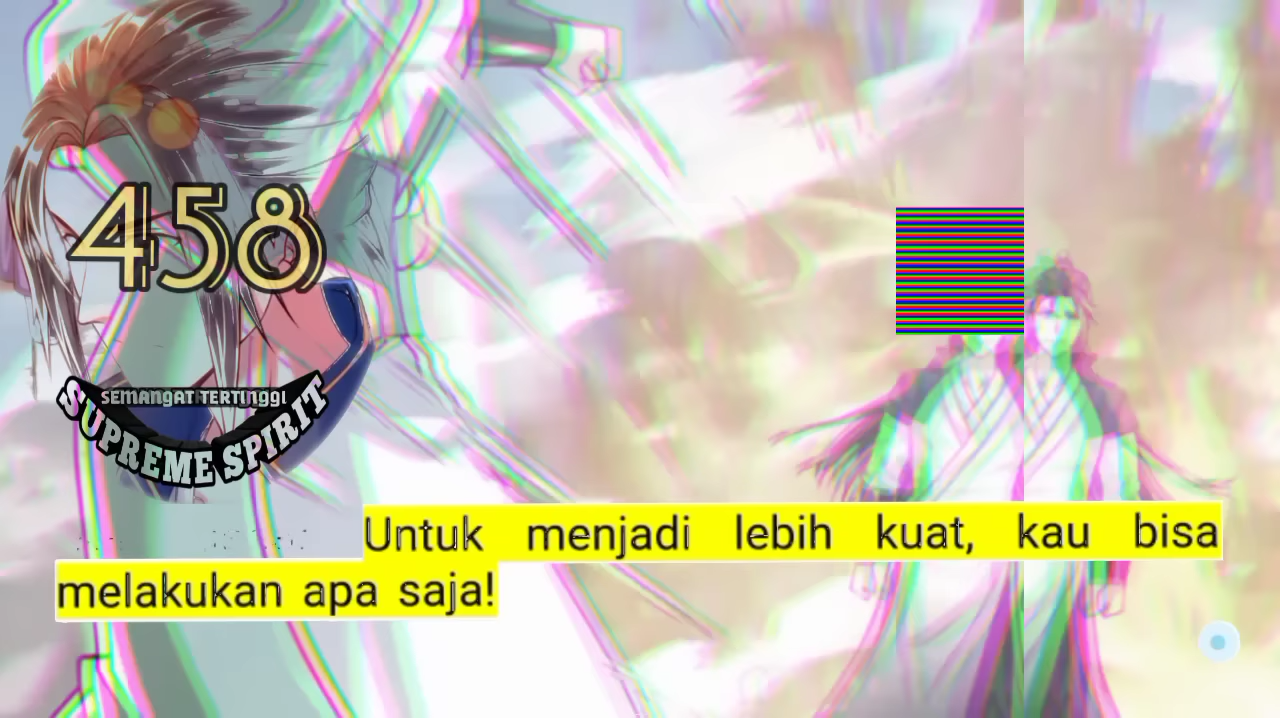 458
SEMANGAT TERTINGGI
SUPREME SPIRIT
Untuk menjadi lebih kuat, kau bisa
melakukan apa saja!